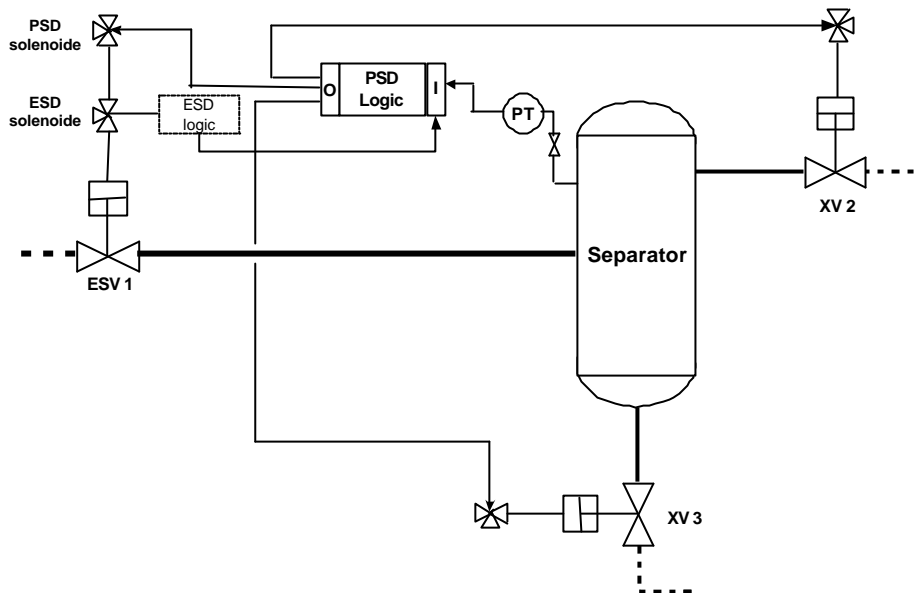 PSD
solenoide
ESD
solenoide
ESD
logic
O
PSD
Logic
I
PT
Separator
XV 2
ESV 1
XV 3